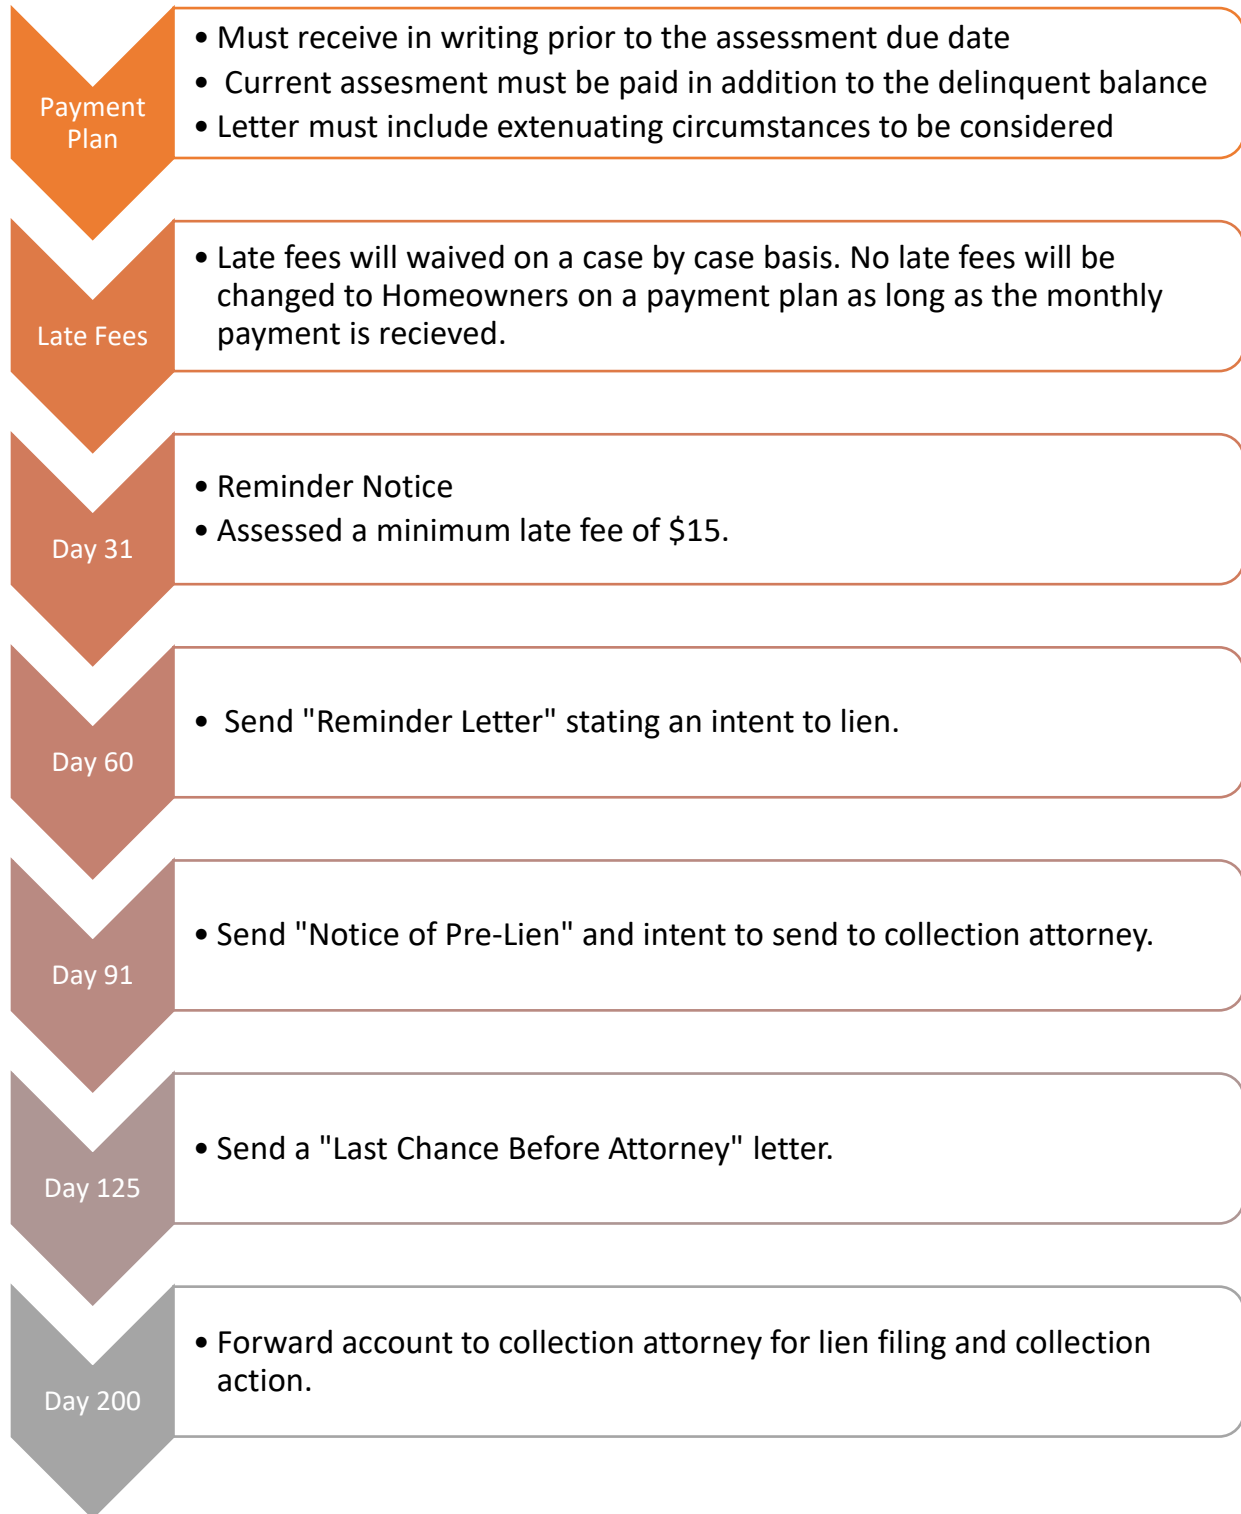 Payment
Plan
• Must receive in writing prior to the assessment due date
• Current assesment must be paid in addition to the delinquent balance
• Letter must include extenuating circumstances to be considered
Late Fees
• Late fees will waived on a case by case basis. No late fees will be
changed to Homeowners on a payment plan as long as the monthly
payment is recieved.
Day 31
• Reminder Notice
• Assessed a minimum late fee of $15.
Day 60
• Send "Reminder Letter" stating an intent to lien.
Day 91
• Send "Notice of Pre-Lien" and intent to send to collection attorney.
Day 125
• Send a "Last Chance Before Attorney" letter.
Day 200
• Forward account to collection attorney for lien filing and collection
action.